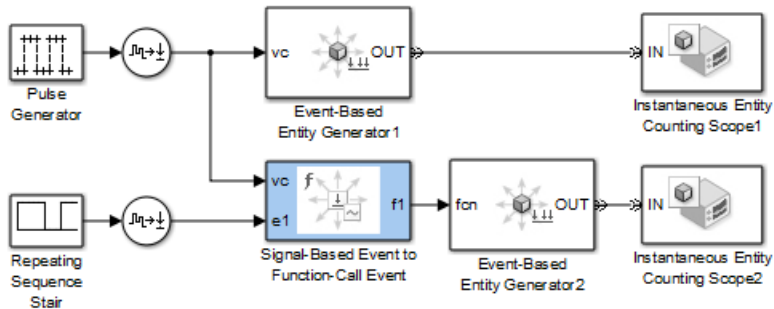 Pulse
Generator
vc
OUT
Event-Based
Entity Generator1
IN
Instantaneous Entity
Counting Scope1
Repeating
Sequence
Stair
vc
e1
f
f1
Signal-Based Event to
Function-Call Event
fcn
OUT
Event-Based
Entity Generator2
IN
Instantaneous Entity
Counting Scope2